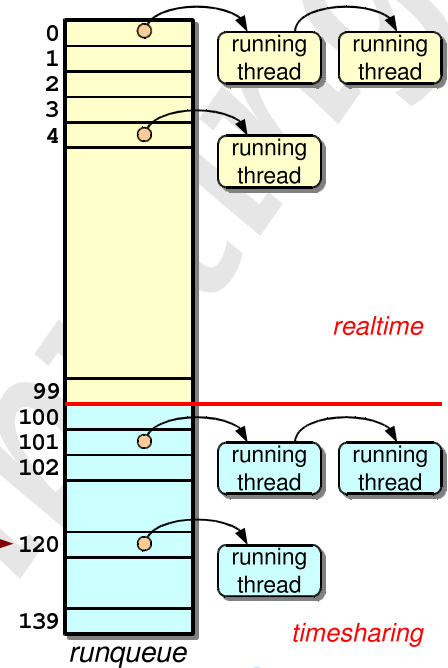 0
running
thread
running
thread
1
2
3
4
running
thread
realtime
99
100
101
running
thread
running
thread
102
120
running
thread
139
timesharing
runqueue